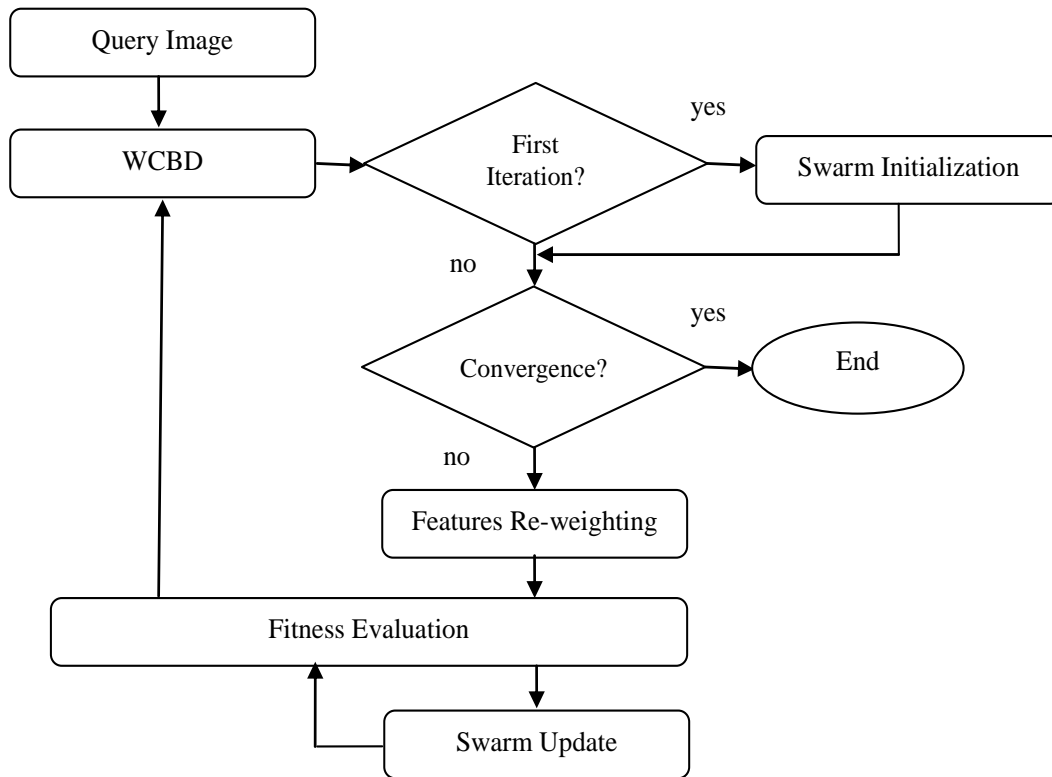 Query Image
yes
WCBD
First
Iteration?
Swarm Initialization
no
yes
Convergence?
End
no
Features Re-weighting
Fitness Evaluation
Swarm Update